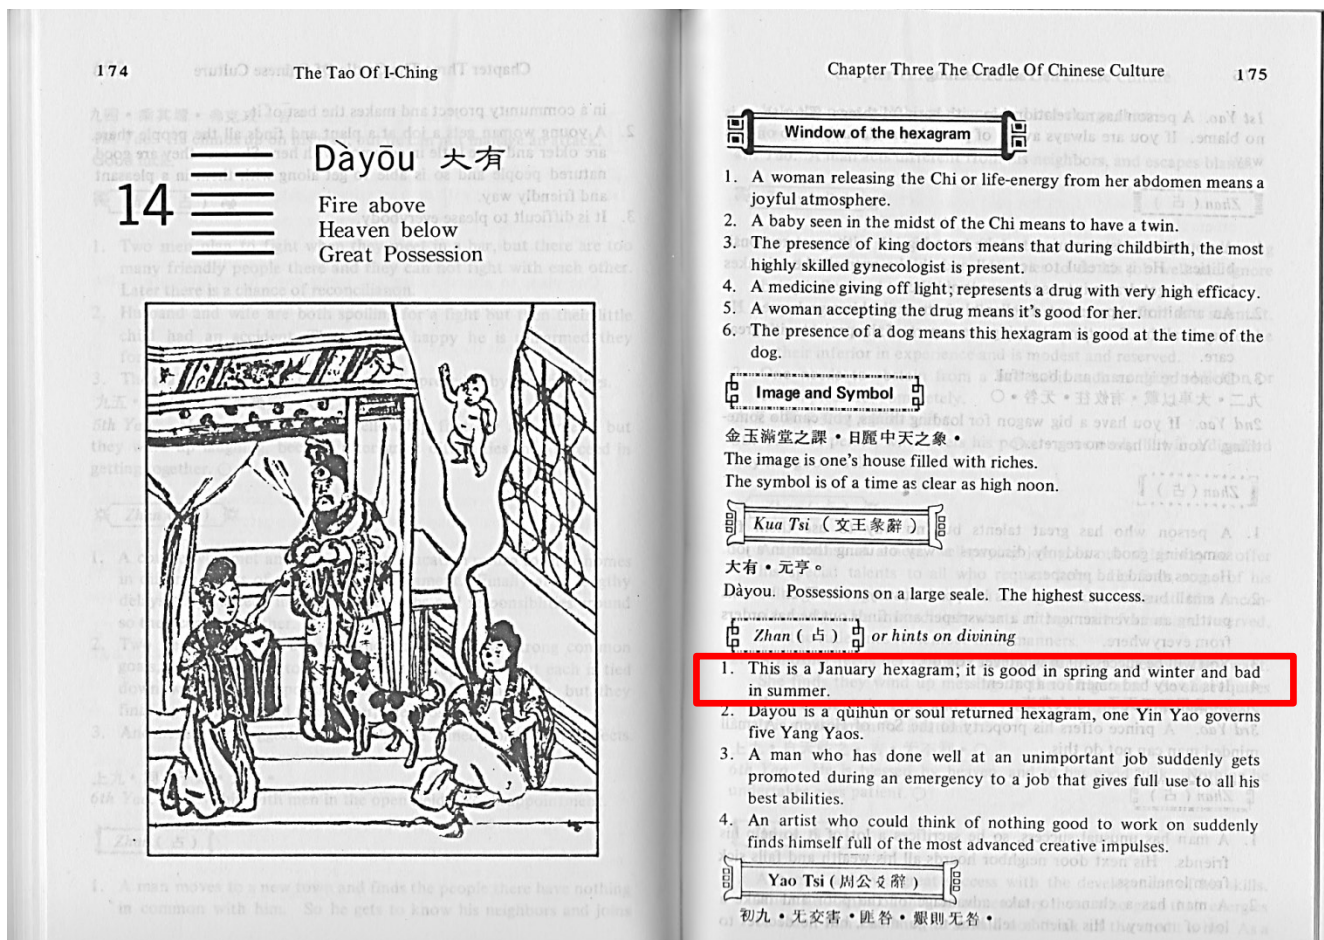 174
The Tao Of I-Ching
14
Dàyōu 大有
Fire above
Heaven below
Great Possession
Chapter Three The Cradle Of Chinese Culture
175
Window of the hexagram
1. A woman releasing the Chi or life-energy from her abdomen means a
joyful atmosphere.
2. A baby seen in the midst of the Chi means to have a twin.
3. The presence of king doctors means that during childbirth, the most
highly skilled gynecologist is present.
4. A medicine giving off light; represents a drug with very high efficacy.
5. A woman accepting the drug means it's good for her.
6. The presence of a dog means this hexagram is good at the time of the
dog.
Image and Symbol
金玉滿堂之課・日麗中天之象・
The image is one's house filled with riches.
The symbol is of a time as clear as high noon.
Kua Tsi (文王彖辭)
大有・元亨。
Dàyou. Possessions on a large seale. The highest success.
Zhan (占) or hints on divining
1. This is a January hexagram; it is good in spring and winter and bad
in summer.
2. Dàyou is a qùihùn or soul returned hexagram, one Yin Yao governs
five Yang Yaos.
3. A man who has done well at an unimportant job suddenly gets
promoted during an emergency to a job that gives full use to all his
best abilities.
4. An artist who could think of nothing good to work on suddenly
finds himself full of the most advanced creative impulses.
Yao Tsi (周公爻辭)
初九・无交害・匪咎・艱則无咎・